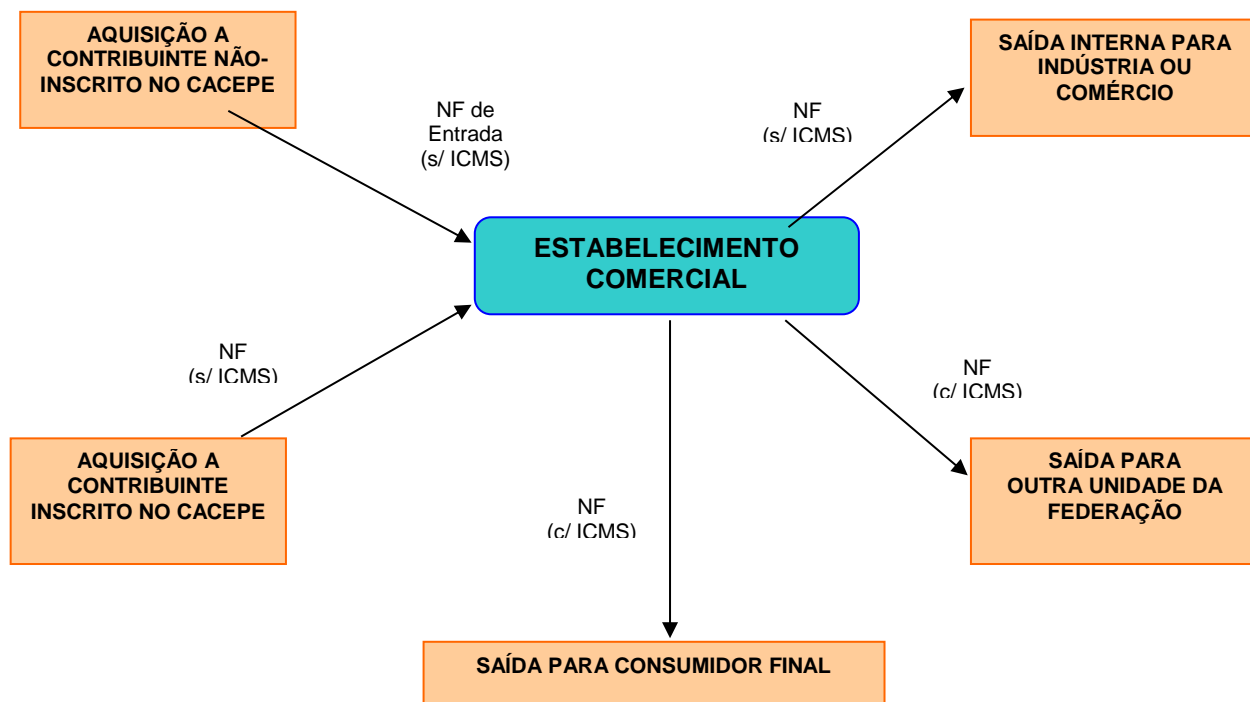 AQUISIÇÃO A
CONTRIBUINTE NÃO-
INSCRITO NO CACEPE
SAÍDA INTERNA PARA
INDÚSTRIA OU
COMÉRCIO
NF de
Entrada
(s/ ICMS)
NF
(s/ ICMS)
ESTABELECIMENTO
COMERCIAL
NF
(s/ ICMS)
NF
(c/ ICMS)
AQUISIÇÃO A
CONTRIBUINTE
INSCRITO NO CACEPE
SAÍDA PARA
OUTRA UNIDADE DA
FEDERAÇÃO
NF
(c/ ICMS)
SAÍDA PARA CONSUMIDOR FINAL